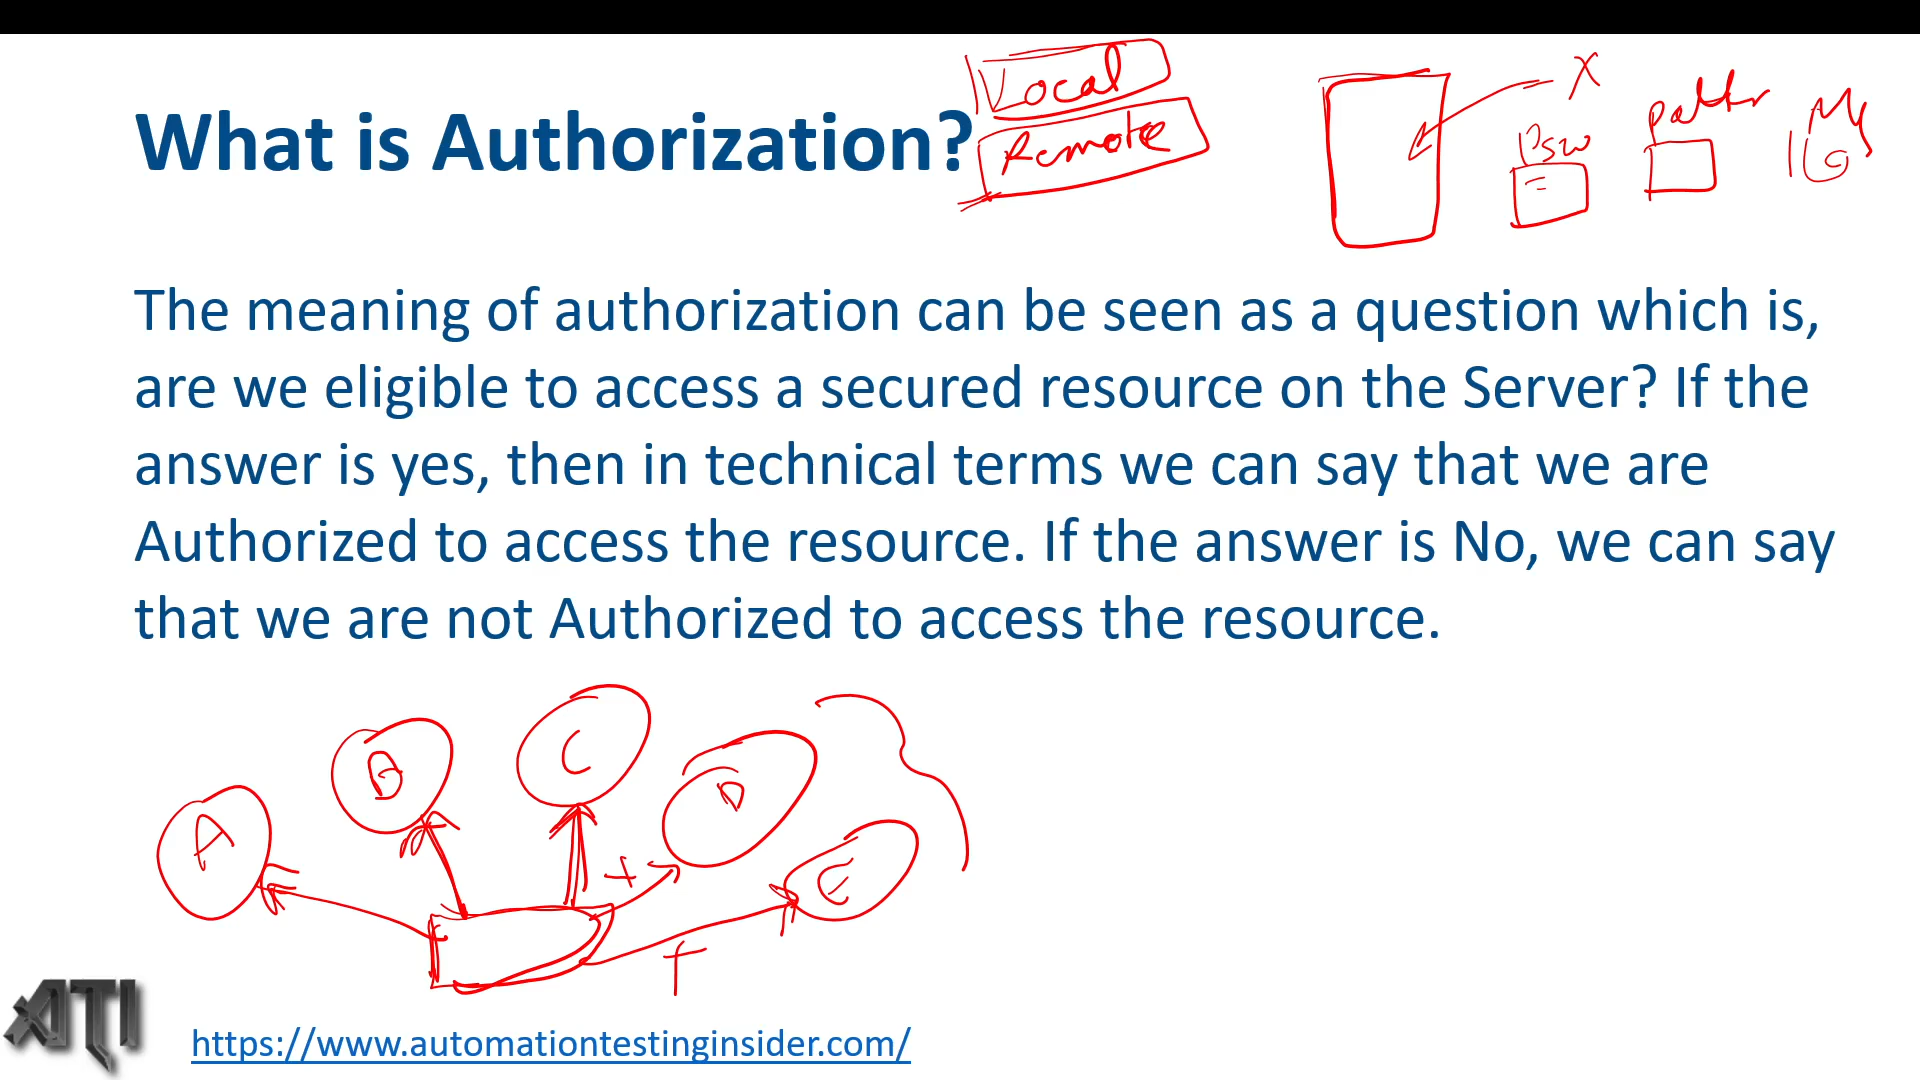 Local
Remote
X
Psw
What is Authorization?
The meaning of authorization can be seen as a question which is,
are we eligible to access a secured resource on the Server? If the
answer is yes, then in technical terms we can say that we are
Authorized to access the resource. If the answer is No, we can say
that we are not Authorized to access the resource.
A
B
C
D
E
ATI
https://www.automationtestinginsider.com/